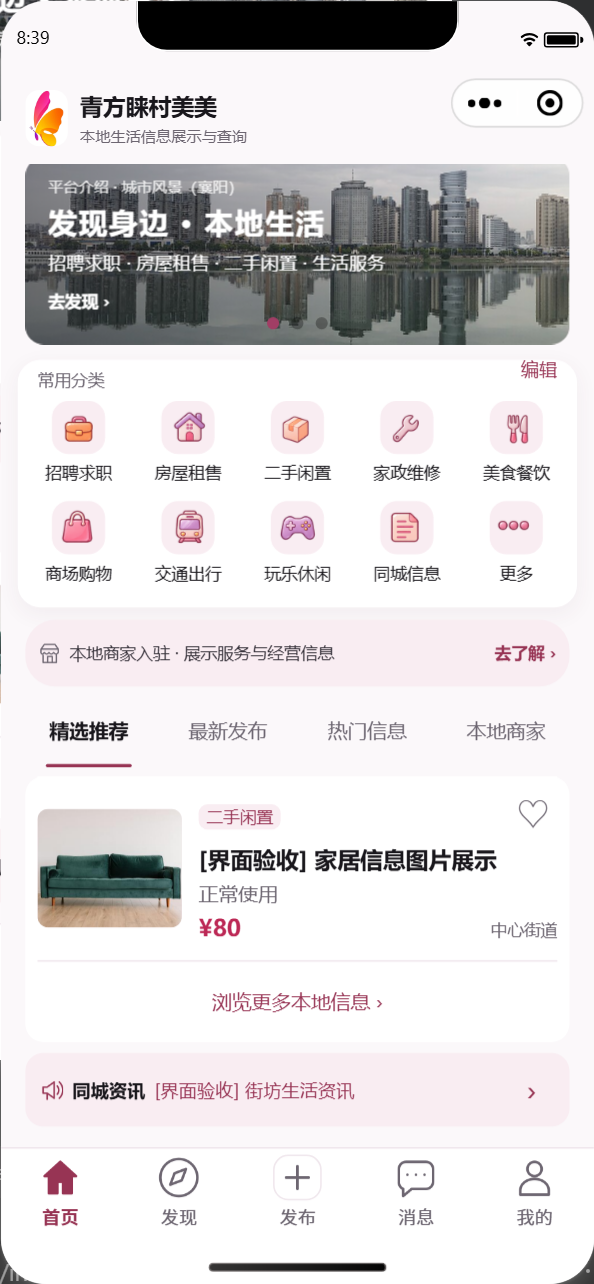 8:39
青方睐村美美
本地生活信息展示与查询
平台介绍 · 城市风景（襄阳）
发现身边 • 本地生活
招聘求职 · 房屋租售 · 二手闲置 · 生活服务
去发现 ›
常用分类
编辑
招聘求职
房屋租售
二手闲置
家政维修
美食餐饮
商场购物
交通出行
玩乐休闲
同城信息
更多
本地商家入驻 · 展示服务与经营信息
去了解 ›
精选推荐
最新发布
热门信息
本地商家
二手闲置
[界面验收] 家居信息图片展示
正常使用
¥80
中心街道
浏览更多本地信息 ›
同城资讯 [界面验收] 街坊生活资讯 ›
首页
发现
发布
消息
我的